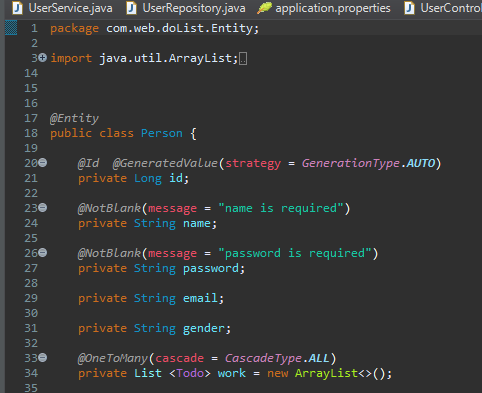 UserService.java UserRepository.java application.properties UserControl
1 package com.web.doList.Entity;
2
3 import java.util.ArrayList;
14
15
16
17 @Entity
18 public class Person {
19
20 @Id @GeneratedValue(strategy = GenerationType.AUTO)
21 private Long id;
22
23 @NotBlank(message = "name is required")
24 private String name;
25
26 @NotBlank(message = "password is required")
27 private String password;
28
29 private String email;
30
31 private String gender;
32
33 @OneToMany(cascade = CascadeType.ALL)
34 private List <Todo> work = new ArrayList<>();
35